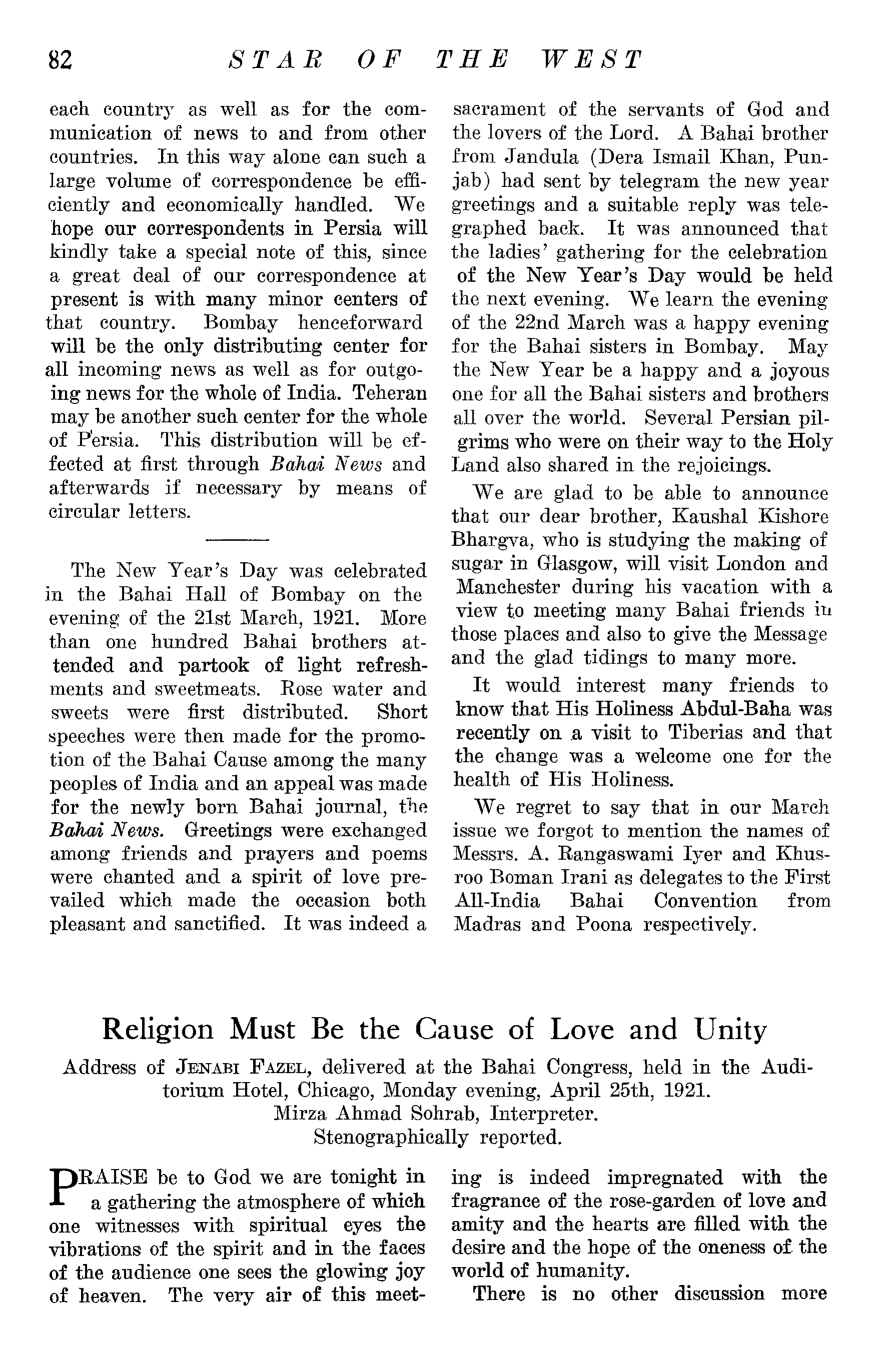 82 STAR OF THE WEST
each country as well as for the com-
munication of news to and from other
countries. In this way alone can such a
large volume of correspondence be effi-
ciently and economically handled. We
hope our correspondents in Persia will
kindly take a special note of this, since
a great deal of our correspondence at
present is with many minor centers of
that country. Bombay henceforward
will be the only distributing center for
all incoming news as well as for outgo-
ing news for the whole of India. Teheran
may be another such center for the whole
of Persia. This distribution will be ef-
fected at first through Bahai News and
afterwards if necessary by means of
circular letters.
The New Year's Day was celebrated
in the Bahai Hall of Bombay on the
evening of the 21st March, 1921. More
than one hundred Bahai brothers at-
tended and partook of light refresh-
ments and sweetmeats. Rose water and
sweets were first distributed. Short
speeches were then made for the promo-
tion of the Bahai Cause among the many
peoples of India and an appeal was made
for the newly born Bahai journal, the
Bahai News. Greetings were exchanged
among friends and prayers and poems
were chanted and a spirit of love pre-
vailed which made the occasion both
pleasant and sanctified. It was indeed a
sacrament of the servants of God and
the lovers of the Lord. A Bahai brother
from Jandula (Dera Ismail Khan, Pun-
jab) had sent by telegram the new year
greetings and a suitable reply was tele-
graphed back. It was announced that
the ladies' gathering for the celebration
of the New Year's Day would be held
the next evening. We learn the evening
of the 22nd March was a happy evening
for the Bahai sisters in Bombay. May
the New Year be a happy and a joyous
one for all the Bahai sisters and brothers
all over the world. Several Persian pil-
grims who were on their way to the Holy
Land also shared in the rejoicings.
We are glad to be able to announce
that our dear brother, Kaushal Kishore
Bhargva, who is studying the making of
sugar in Glasgow, will visit London and
Manchester during his vacation with a
view to meeting many Bahai friends in
those places and also to give the Message
and the glad tidings to many more.
It would interest many friends to
know that His Holiness Abdul-Baha was
recently on a visit to Tiberias and that
the change was a welcome one for the
health of His Holiness.
We regret to say that in our March
issue we forgot to mention the names of
Messrs. A. Rangaswami Iyer and Khus-
roo Boman Irani as delegates to the First
All-India Bahai Convention from
Madras and Poona respectively.
Religion Must Be the Cause of Love and Unity
Address of JENABI FAZEL, delivered at the Bahai Congress, held in the Audi-
torium Hotel, Chicago, Monday evening, April 25th, 1921.
Mirza Ahmad Sohrab, Interpreter.
Stenographically reported.
PRAISE be to God we are tonight in
a gathering the atmosphere of which
one witnesses with spiritual eyes the
vibrations of the spirit and in the faces
of the audience one sees the glowing joy
of heaven. The very air of this meet-
ing is indeed impregnated with the
fragrance of the rose-garden of love and
amity and the hearts are filled with the
desire and the hope of the oneness of the
world of humanity.
There is no other discussion more